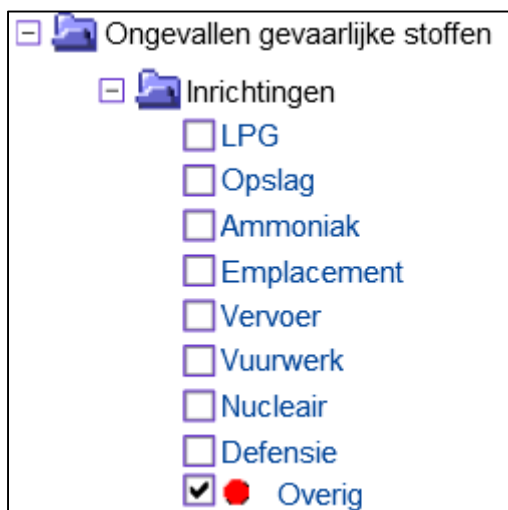 Ongevallen gevaarlijke stoffen
Inrichtingen
LPG
Opslag
Ammoniak
Emplacement
Vervoer
Vuurwerk
Nucleair
Defensie
Overig